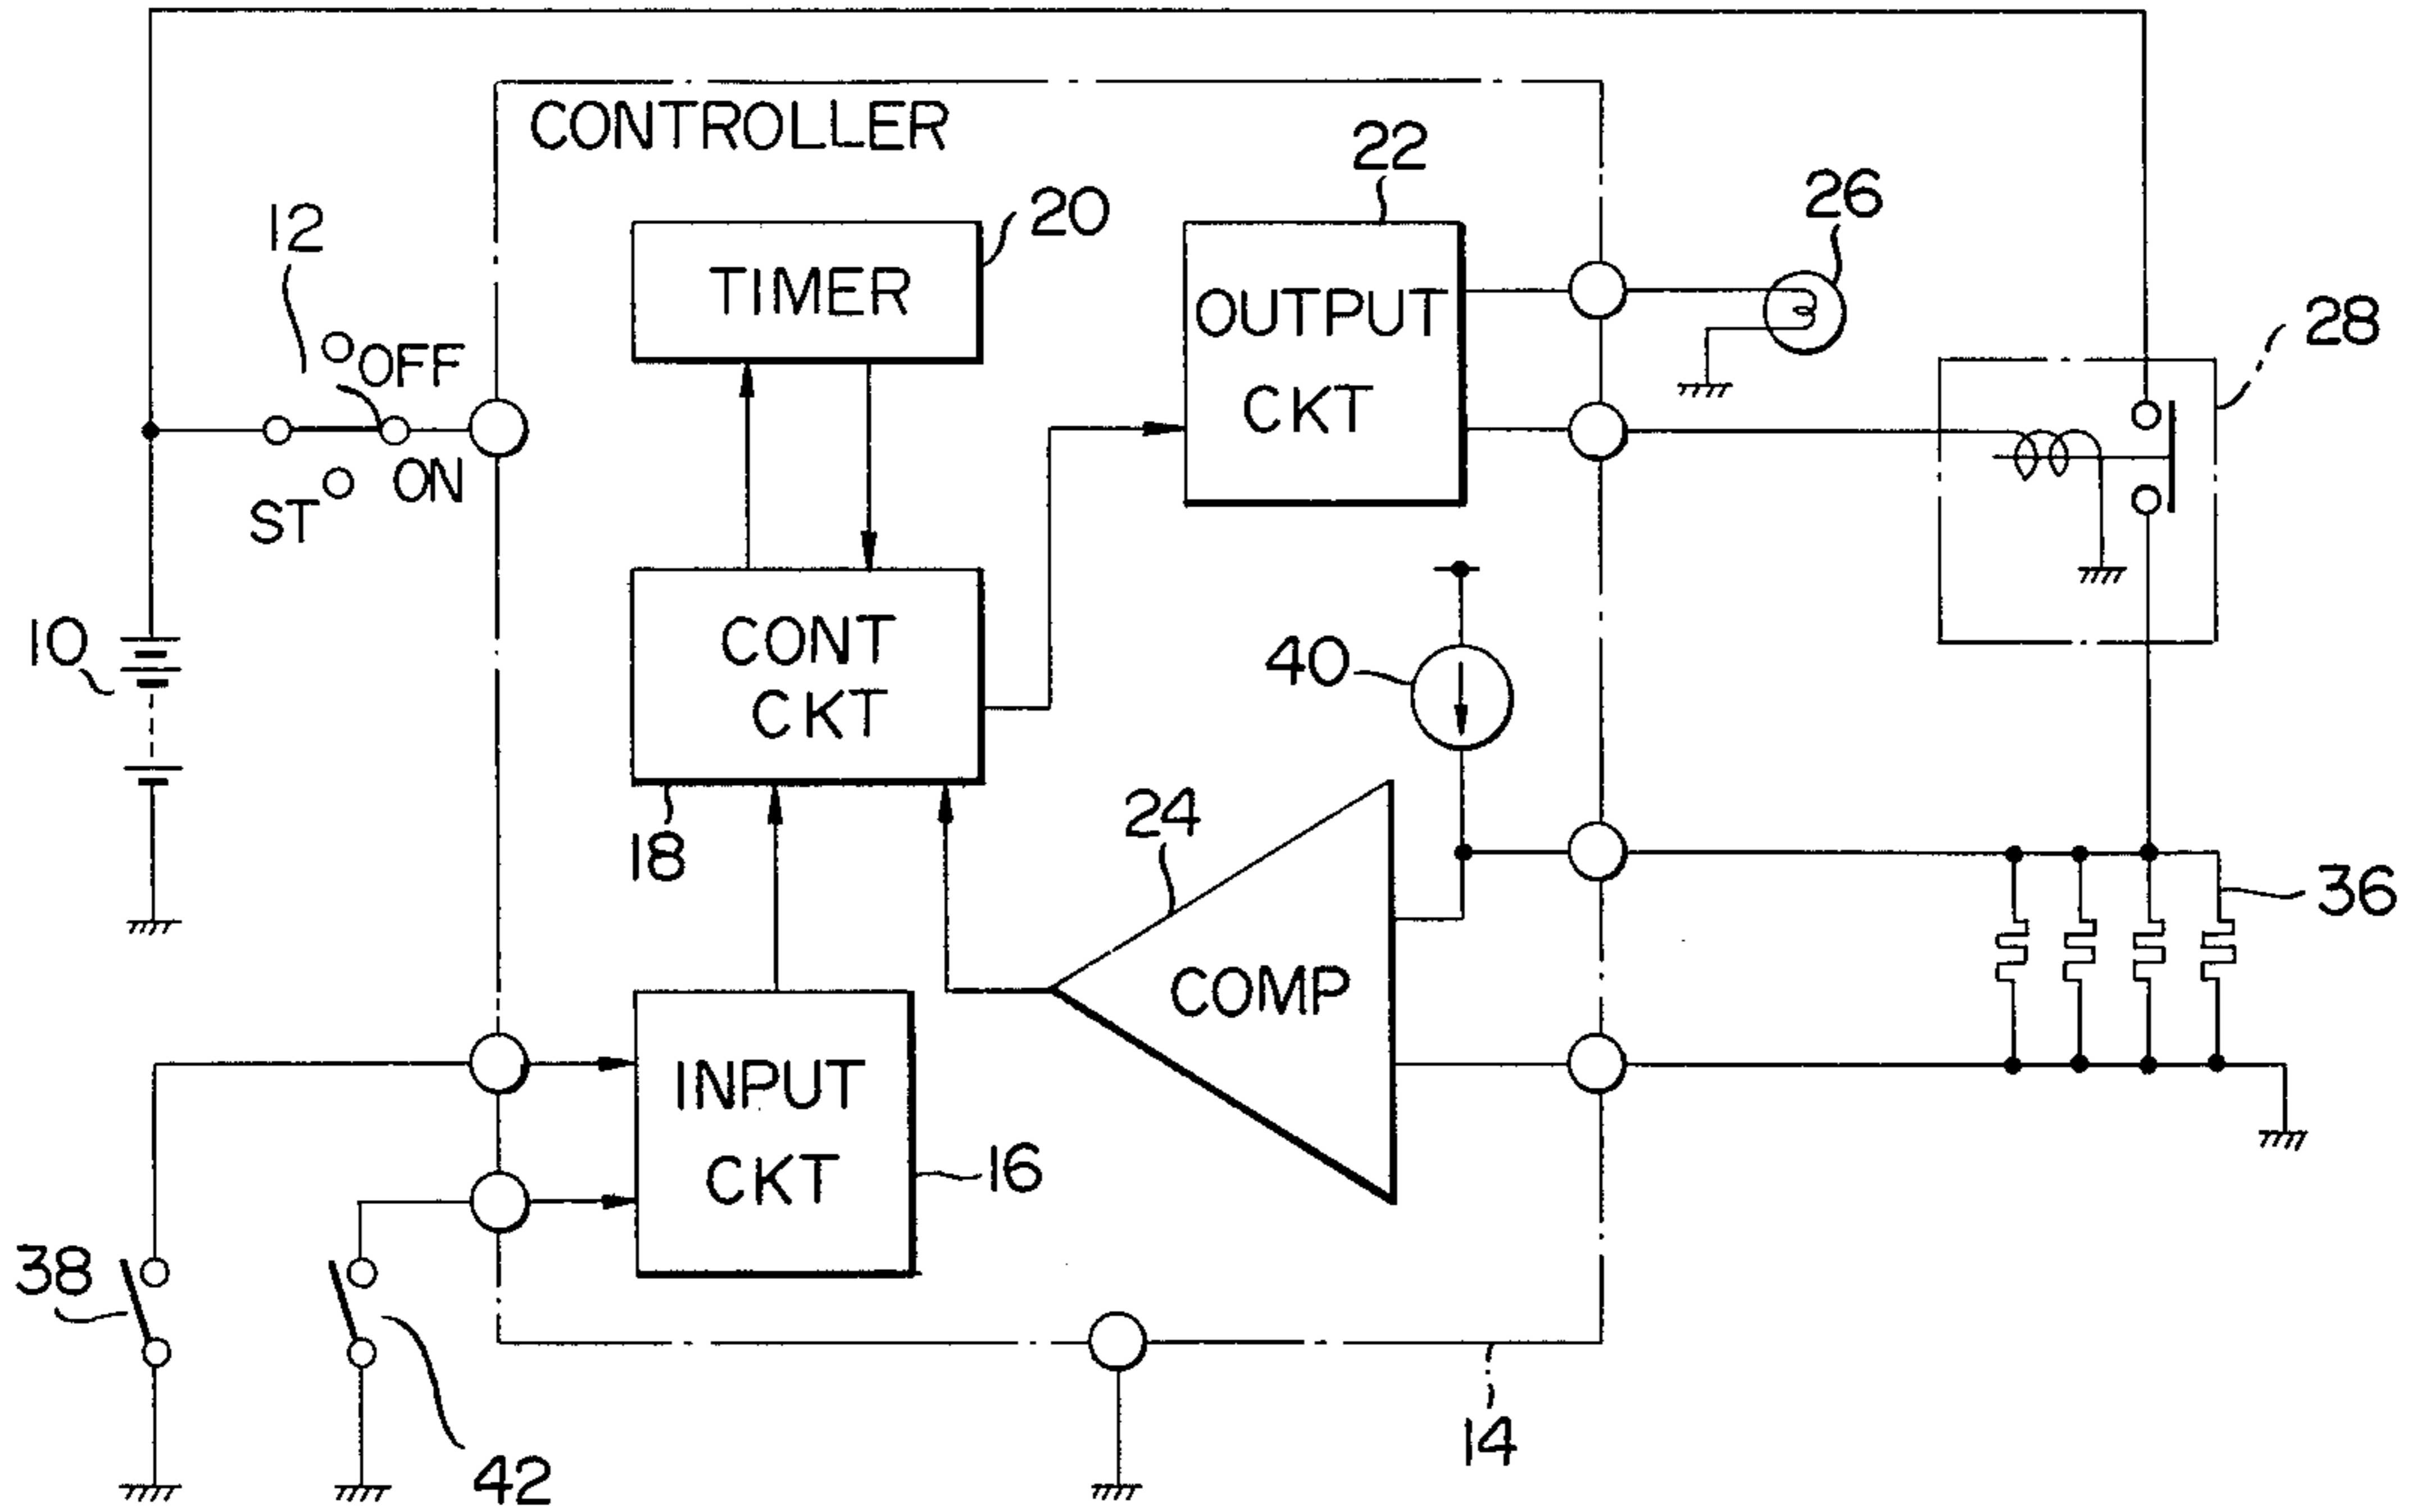 CONTROLLER
22
26
20
12
TIMER
OUTPUT
CKT
28
OFF
ON
ST
10
CONT
CKT
40
18
24
36
COMP
INPUT
CKT
16
38
14
42